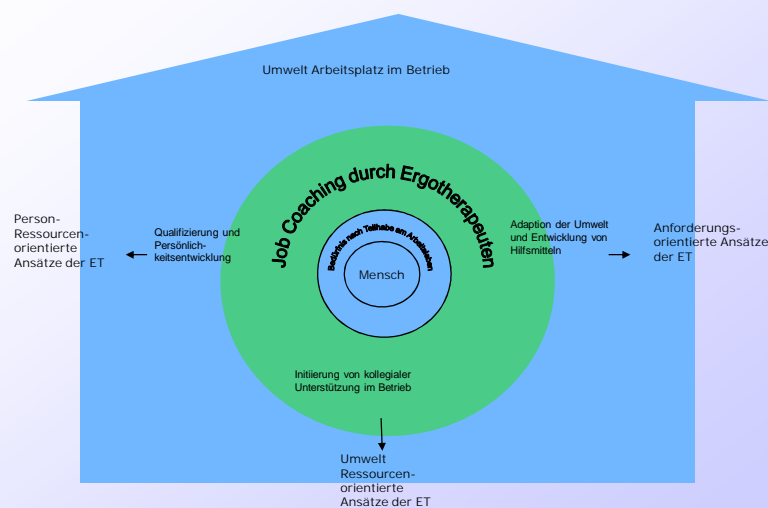 Umwelt Arbeitsplatz im Betrieb
Job Coaching durch Ergotherapeuten
Bedürfnis nach Teilhabe am Arbeitsleben
Mensch
Person-
Ressourcen-
orientierte
Ansätze der ET
Qualifizierung und
Persönlich-
keitsentwicklung
Adaption der Umwelt
und Entwicklung von
Hilfsmitteln
Anforderungs-
orientierte Ansätze
der ET
Initiierung von kollegialer
Unterstützung im Betrieb
Umwelt
Ressourcen-
orientierte
Ansätze der ET